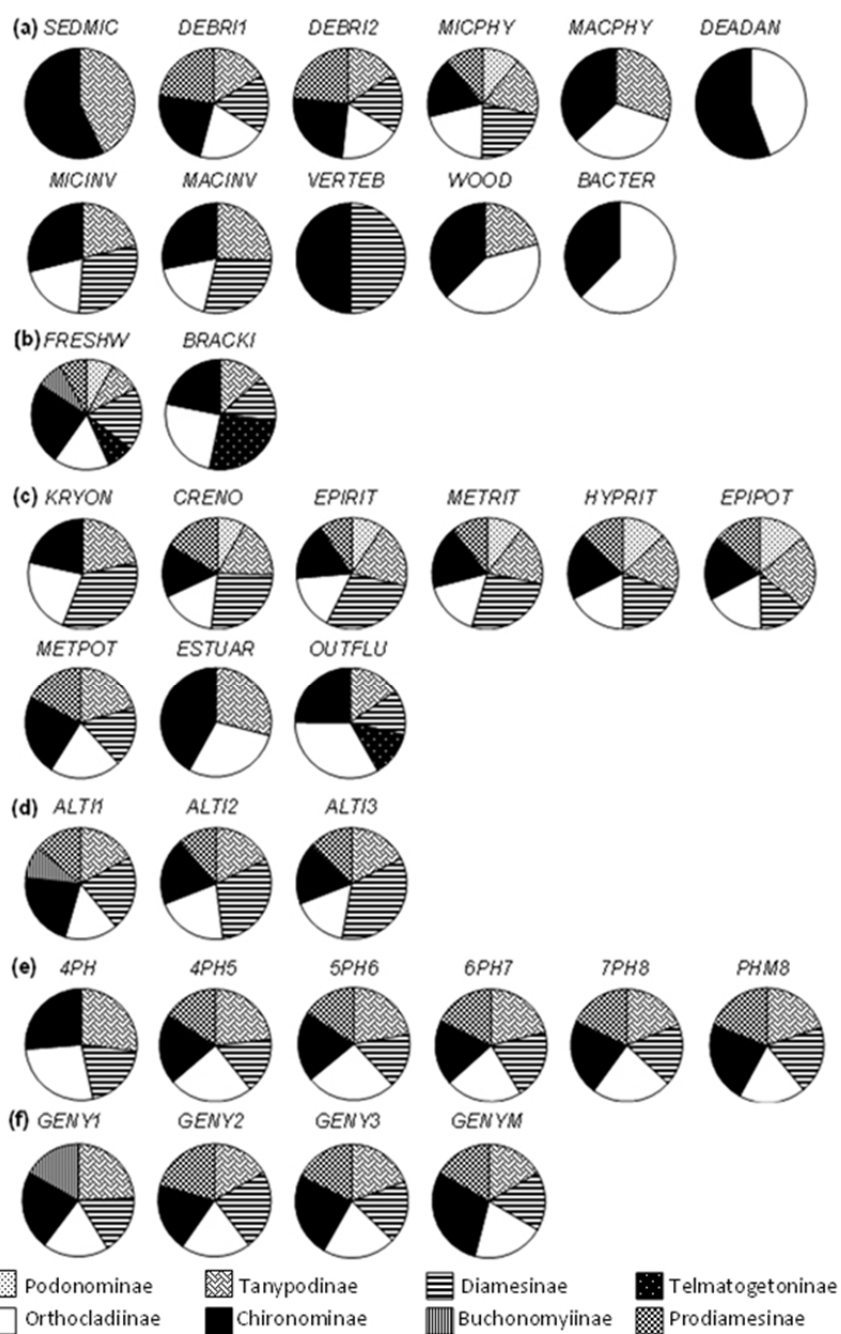 (a) SEDMIC DEBRI1 DEBRI2 MICPHY MACPHY DEADAN
MICINV MACINV VERTEB WOOD BACTER
(b) FRESHW BRACKI
(c) KRYON CRENO EPIRIT METRIT HYPRIT EPIPOT
METPOT ESTUAR OUTFLU
(d) ALTI1 ALTI2 ALTI3
(e) 4PH 4PH5 5PH6 6PH7 7PH8 PHM8
(f) GENY1 GENY2 GENY3 GENYM
Podonominae Tanypodinae Diamesinae Telmatogetoninae
Orthocladiinae Chironominae Buchonomyiinae Prodiamesinae